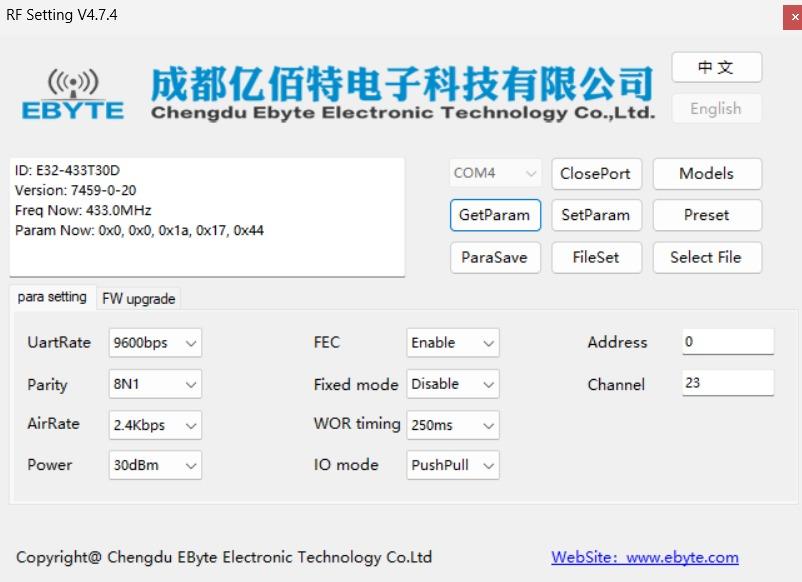 RF Setting V4.7.4
×
EBYTE
成都亿佰特电子科技有限公司
Chengdu Ebyte Electronic Technology Co.,Ltd.
中 文
English
ID: E32-433T30D
Version: 7459-0-20
Freq Now: 433.0MHz
Param Now: 0x0, 0x0, 0x1a, 0x17, 0x44
COM4 ClosePort Models
GetParam SetParam Preset
ParaSave FileSet Select File
para setting FW upgrade
UartRate 9600bps FEC Enable Address 0
Parity 8N1 Fixed mode Disable Channel 23
AirRate 2.4Kbps WOR timing 250ms
Power 30dBm IO mode PushPull
Copyright@ Chengdu EByte Electronic Technology Co.Ltd WebSite：www.ebyte.com